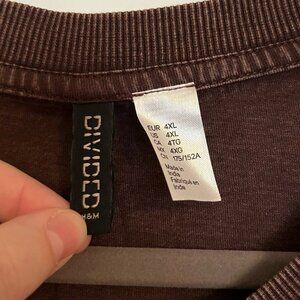 DIVIDED
H&M
EUR 4XL
US 4XL
CA 4TG
MX 4XG
CN 175/152A
Made in
India
Fabriqué en
Inde